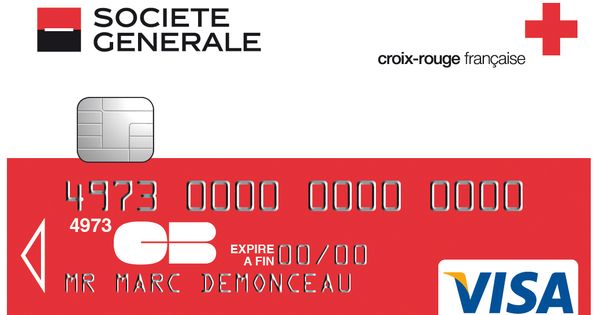 SOCIETE
GENERALE
croix-rouge française
4973 0000 0000 0000
4973 CB EXPIRE
A FIN 00/00
MR MARC DEMONCEAU
VISA